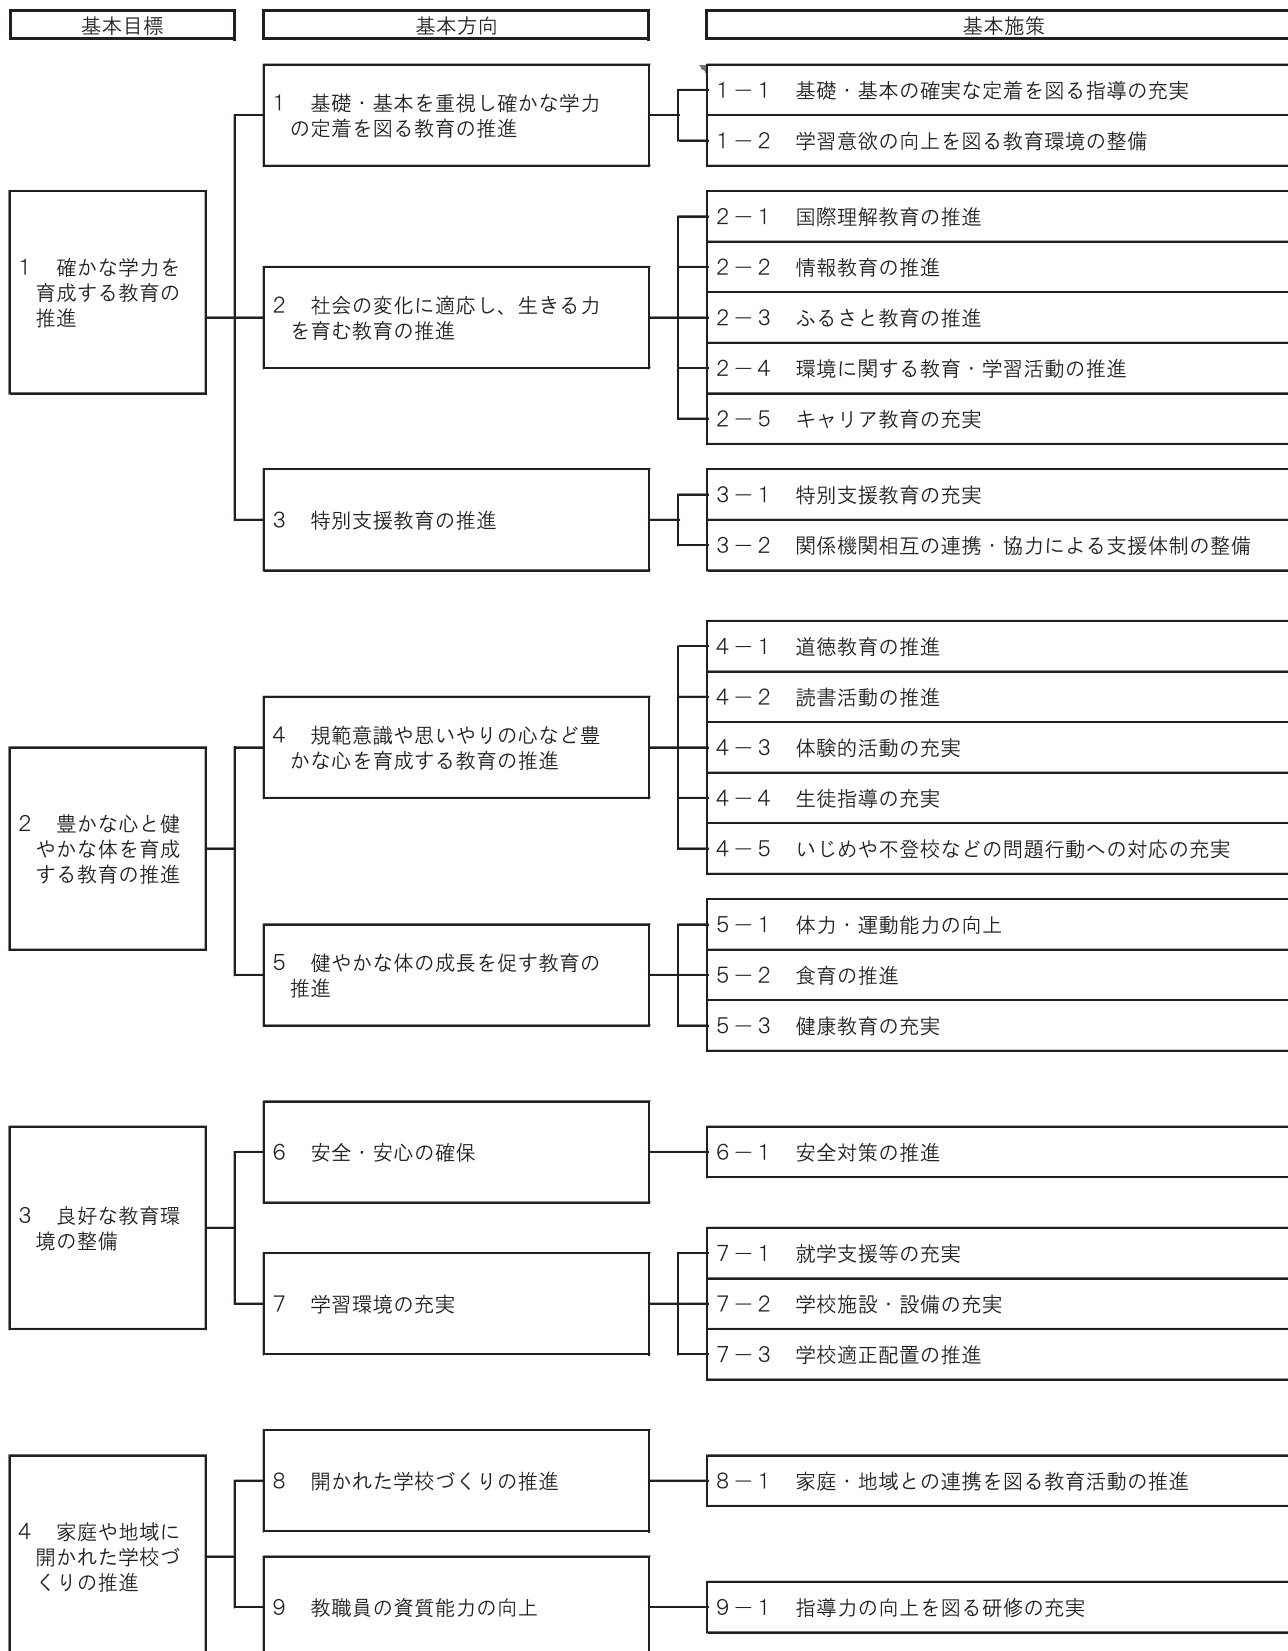 基本目標
基本方向
基本施策
1　確かな学力を
育成する教育の
推進
1　基礎・基本を重視し確かな学力
の定着を図る教育の推進
1－1　基礎・基本の確実な定着を図る指導の充実
1－2　学習意欲の向上を図る教育環境の整備
2　社会の変化に適応し、生きる力
を育む教育の推進
2－1　国際理解教育の推進
2－2　情報教育の推進
2－3　ふるさと教育の推進
2－4　環境に関する教育・学習活動の推進
2－5　キャリア教育の充実
3　特別支援教育の推進
3－1　特別支援教育の充実
3－2　関係機関相互の連携・協力による支援体制の整備
2　豊かな心と健
やかな体を育成
する教育の推進
4　規範意識や思いやりの心など豊
かな心を育成する教育の推進
4－1　道徳教育の推進
4－2　読書活動の推進
4－3　体験的活動の充実
4－4　生徒指導の充実
4－5　いじめや不登校などの問題行動への対応の充実
5　健やかな体の成長を促す教育の
推進
5－1　体力・運動能力の向上
5－2　食育の推進
5－3　健康教育の充実
3　良好な教育環
境の整備
6　安全・安心の確保
6－1　安全対策の推進
7　学習環境の充実
7－1　就学支援等の充実
7－2　学校施設・設備の充実
7－3　学校適正配置の推進
4　家庭や地域に
開かれた学校づ
くりの推進
8　開かれた学校づくりの推進
8－1　家庭・地域との連携を図る教育活動の推進
9　教職員の資質能力の向上
9－1　指導力の向上を図る研修の充実